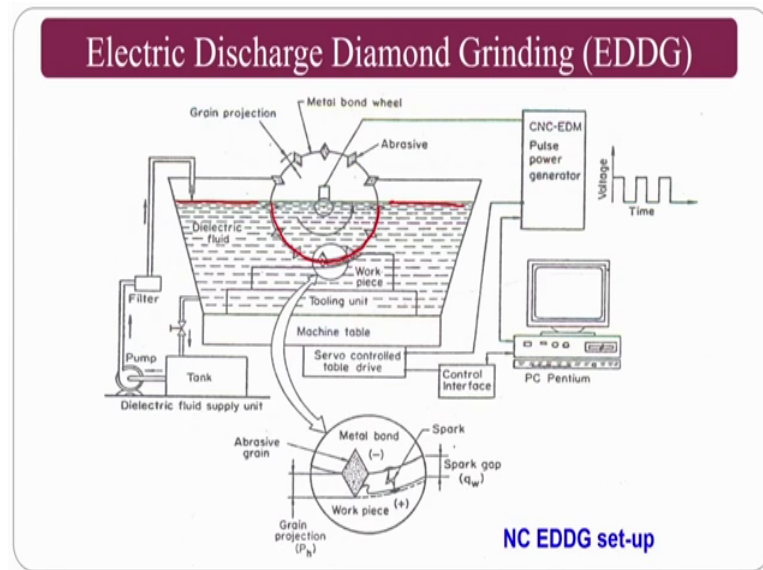 Electric Discharge Diamond Grinding (EDDG)
Metal bond wheel
Grain projection
Abrasive
CNC-EDM
Pulse
power
generator
Voltage
Time
Dielectric
fluid
Work
piece
Filter
Tooling unit
Machine table
Pump
Tank
Servo controlled
table drive
Control
Interface
PC Pentium
Dielectric fluid supply unit
Metal bond
(-)
Spark
Abrasive
grain
Spark gap
(qw)
Work piece (+)
Grain
projection
(Ph)
NC EDDG set-up